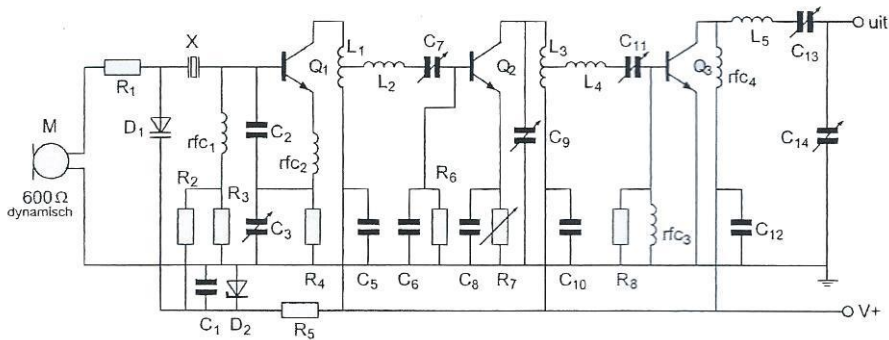 uit
X
Q1
L1
C7
L2
Q2
L3
C11
L4
Q3
L5
C13
rfc4
R1
M
D1
rfc1
C2
rfc2
C9
C14
600Ω
dynamisch
R2
R3
C3
R6
R4
C5
C6
C8
R7
C10
R8
rfc3
C12
C1
D2
R5
V+